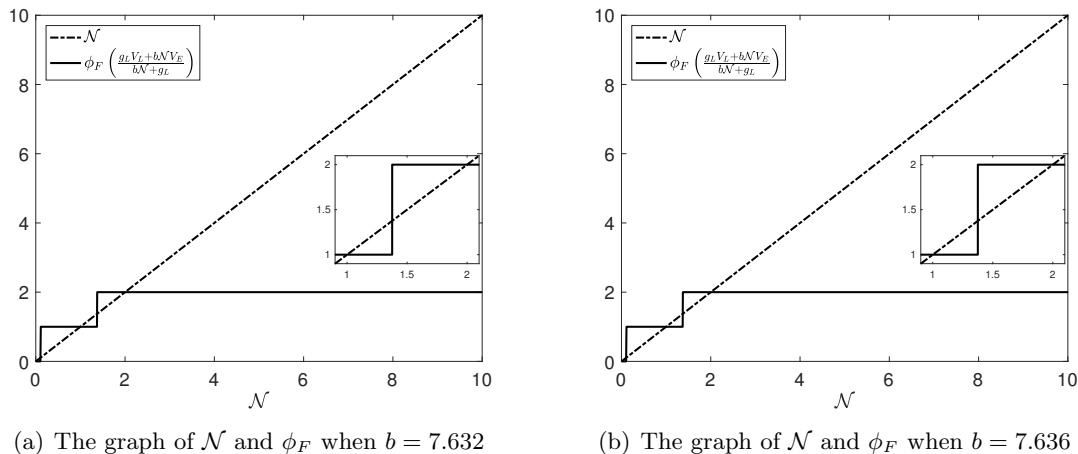 10
8
6
4
2
0
0 2 4 6 8 10
𝒩
𝒩
ϕ_F ( (g_L V_L + b𝒩V_E) / (b𝒩 + g_L) )
2
1.5
1
1 1.5 2
(a) The graph of 𝒩 and ϕ_F when b = 7.632
10
8
6
4
2
0
0 2 4 6 8 10
𝒩
𝒩
ϕ_F ( (g_L V_L + b𝒩V_E) / (b𝒩 + g_L) )
2
1.5
1
1 1.5 2
(b) The graph of 𝒩 and ϕ_F when b = 7.636